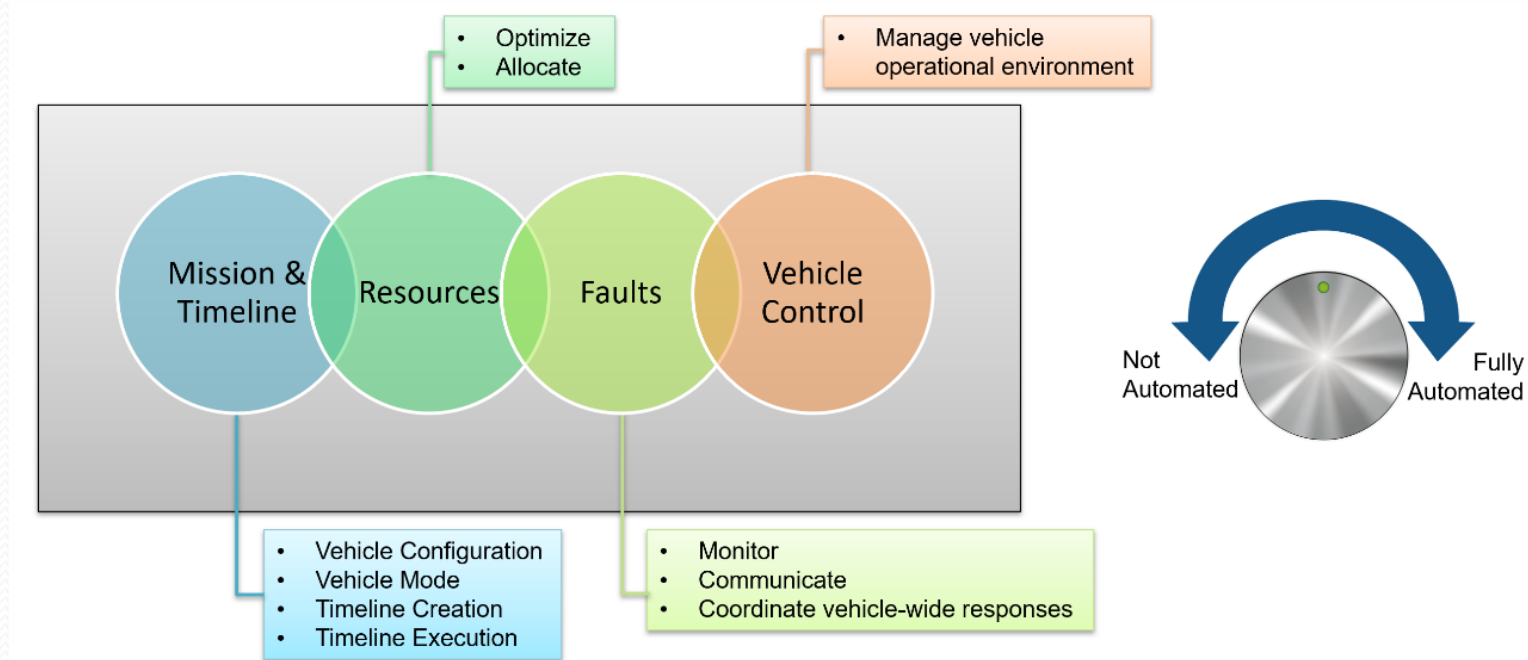 • Optimize
• Allocate
• Manage vehicle
operational environment
Mission &
Timeline
Resources
Faults
Vehicle
Control
Not
Automated
Fully
Automated
• Vehicle Configuration
• Vehicle Mode
• Timeline Creation
• Timeline Execution
• Monitor
• Communicate
• Coordinate vehicle-wide responses